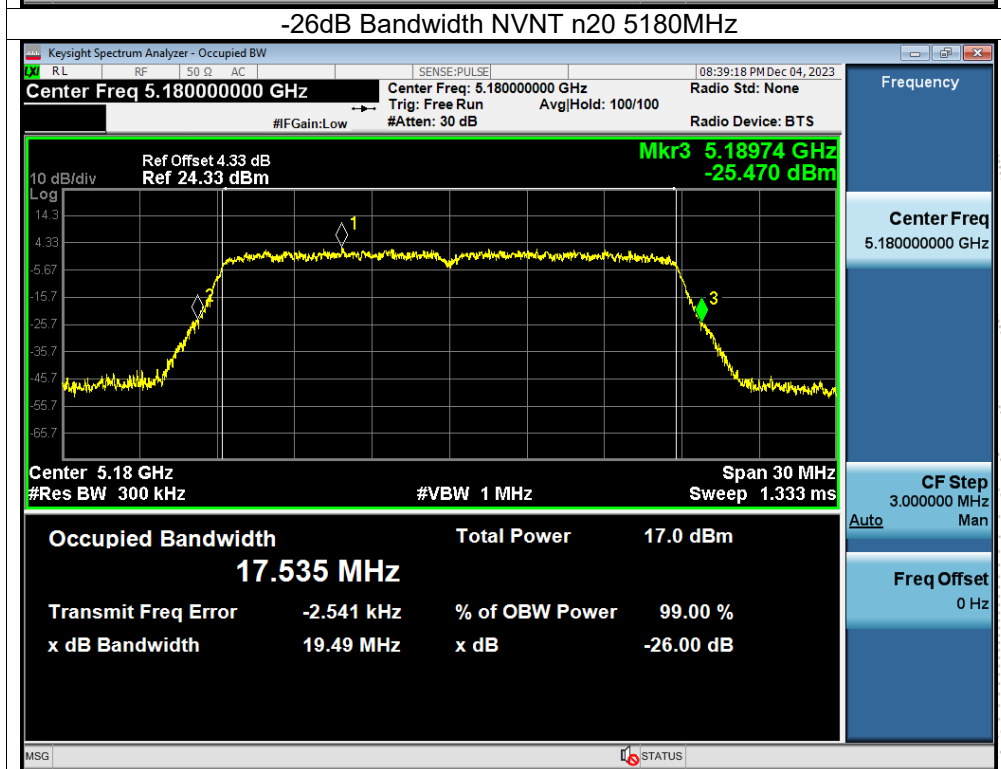 -26dB Bandwidth NVNT n20 5180MHz
Keysight Spectrum Analyzer - Occupied BW
LXI RL RF 50 Ω AC SENSE:PULSE 08:39:18 PM Dec 04, 2023
Center Freq 5.180000000 GHz
Center Freq: 5.180000000 GHz Radio Std: None
Trig: Free Run Avg|Hold: 100/100
#IFGain:Low #Atten: 30 dB Radio Device: BTS
Frequency
Mkr3 5.18974 GHz
-25.470 dBm
Ref Offset 4.33 dB
10 dB/div Ref 24.33 dBm
Log
14.3
4.33
-5.67
-15.7
-25.7
-35.7
-45.7
-55.7
-65.7
1
2
3
Center 5.18 GHz Span 30 MHz
#Res BW 300 kHz #VBW 1 MHz Sweep 1.333 ms
Occupied Bandwidth Total Power 17.0 dBm
17.535 MHz
Transmit Freq Error -2.541 kHz % of OBW Power 99.00 %
x dB Bandwidth 19.49 MHz x dB -26.00 dB
Center Freq
5.180000000 GHz
CF Step
3.000000 MHz
Auto Man
Freq Offset
0 Hz
MSG STATUS